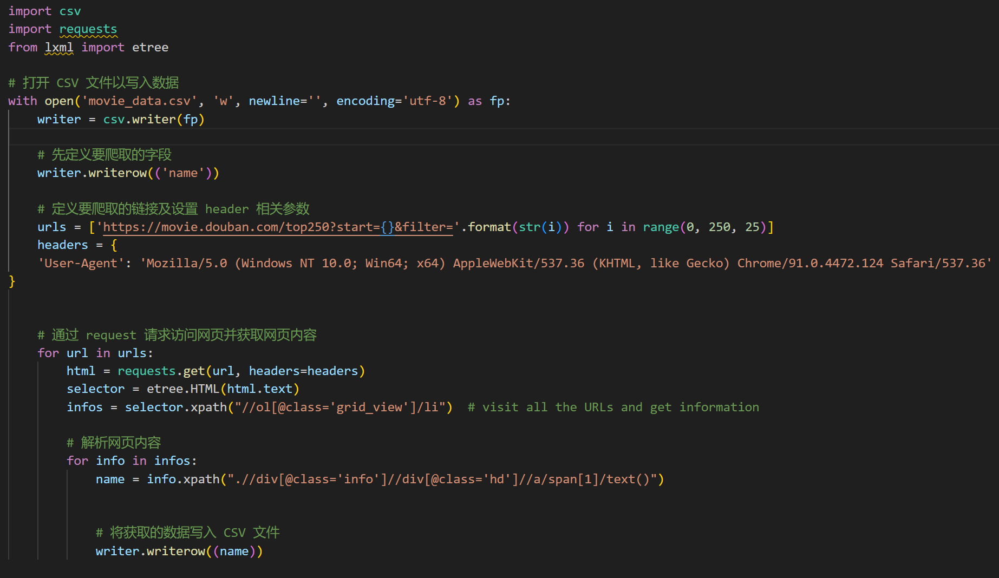 import csv
import requests
from lxml import etree
# 打开 CSV 文件以写入数据
with open('movie_data.csv', 'w', newline='', encoding='utf-8') as fp:
    writer = csv.writer(fp)
    # 先定义要爬取的字段
    writer.writerow(('name'))
    # 定义要爬取的链接及设置 header 相关参数
    urls = ['https://movie.douban.com/top250?start={}&filter='.format(str(i)) for i in range(0, 250, 25)]
    headers = {
    'User-Agent': 'Mozilla/5.0 (Windows NT 10.0; Win64; x64) AppleWebKit/537.36 (KHTML, like Gecko) Chrome/91.0.4472.124 Safari/537.36'
}
    # 通过 request 请求访问网页并获取网页内容
    for url in urls:
        html = requests.get(url, headers=headers)
        selector = etree.HTML(html.text)
        infos = selector.xpath("//ol[@class='grid_view']/li")  # visit all the URLs and get information
        # 解析网页内容
        for info in infos:
            name = info.xpath(".//div[@class='info']//div[@class='hd']//a/span[1]/text()")
            # 将获取的数据写入 CSV 文件
            writer.writerow((name))